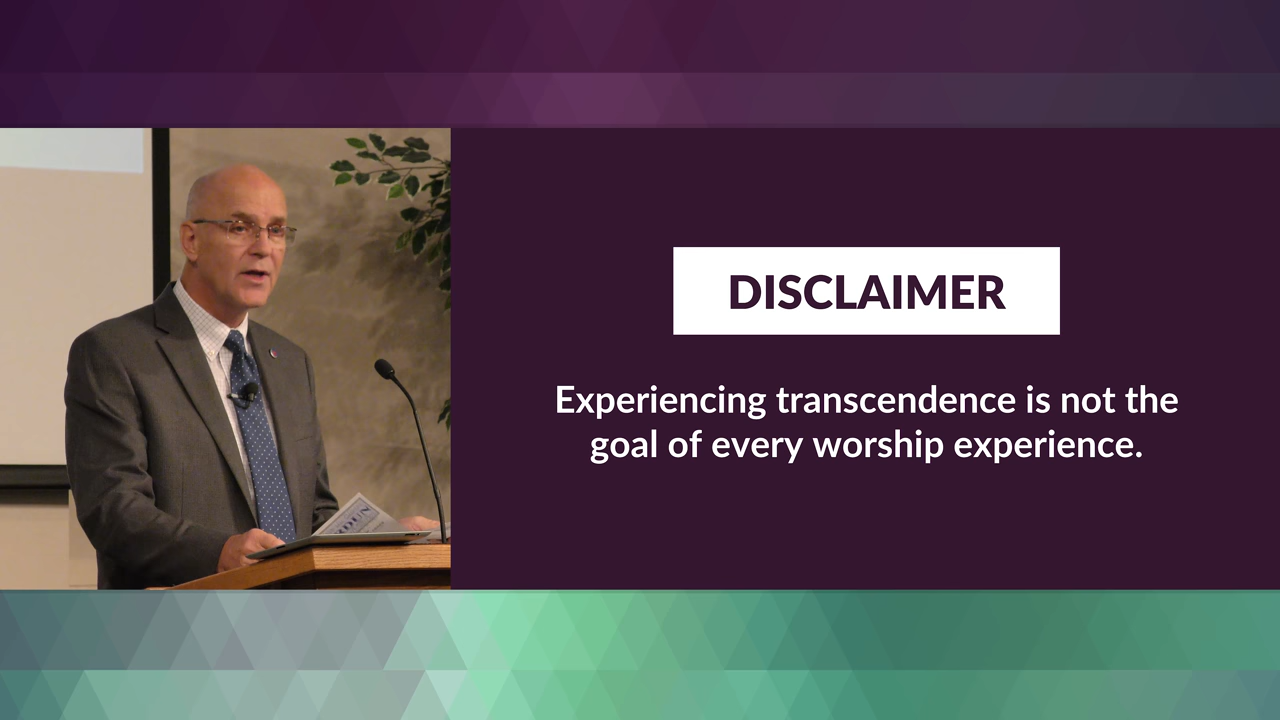 DISCLAIMER
Experiencing transcendence is not the
goal of every worship experience.